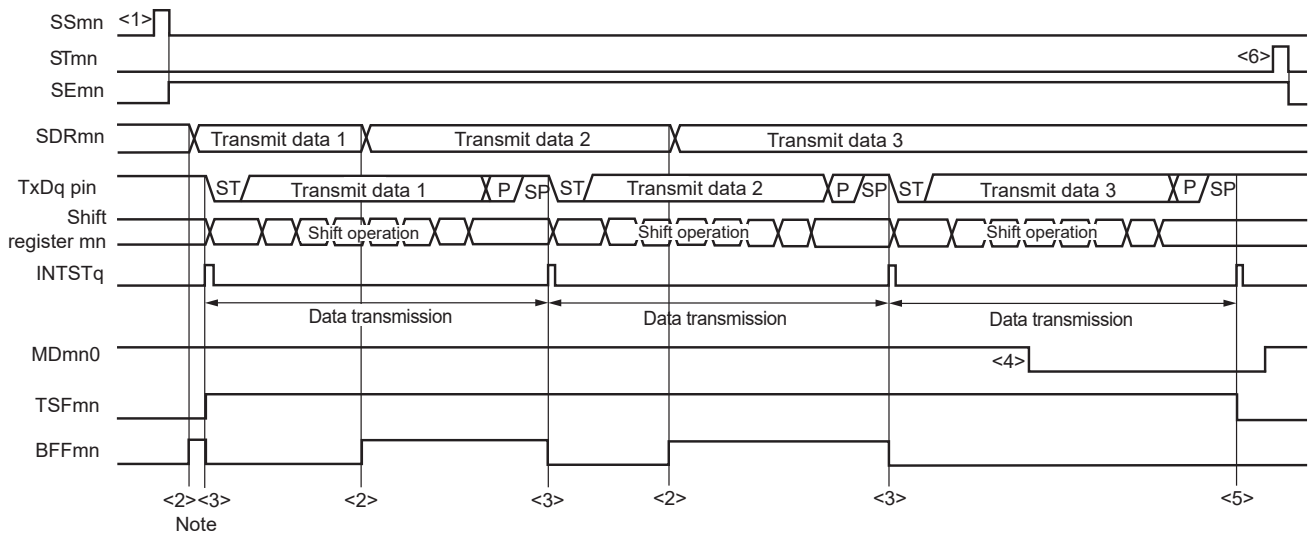 SSmn <1>
STmn <6>
SEmn
SDRmn Transmit data 1 Transmit data 2 Transmit data 3
TxDq pin ST Transmit data 1 P SP ST Transmit data 2 P SP ST Transmit data 3 P SP
Shift
register mn Shift operation Shift operation Shift operation
INTSTq
Data transmission Data transmission Data transmission
MDmn0 <4>
TSFmn
BFFmn
<2><3> <2> <3> <2> <3> <5>
Note